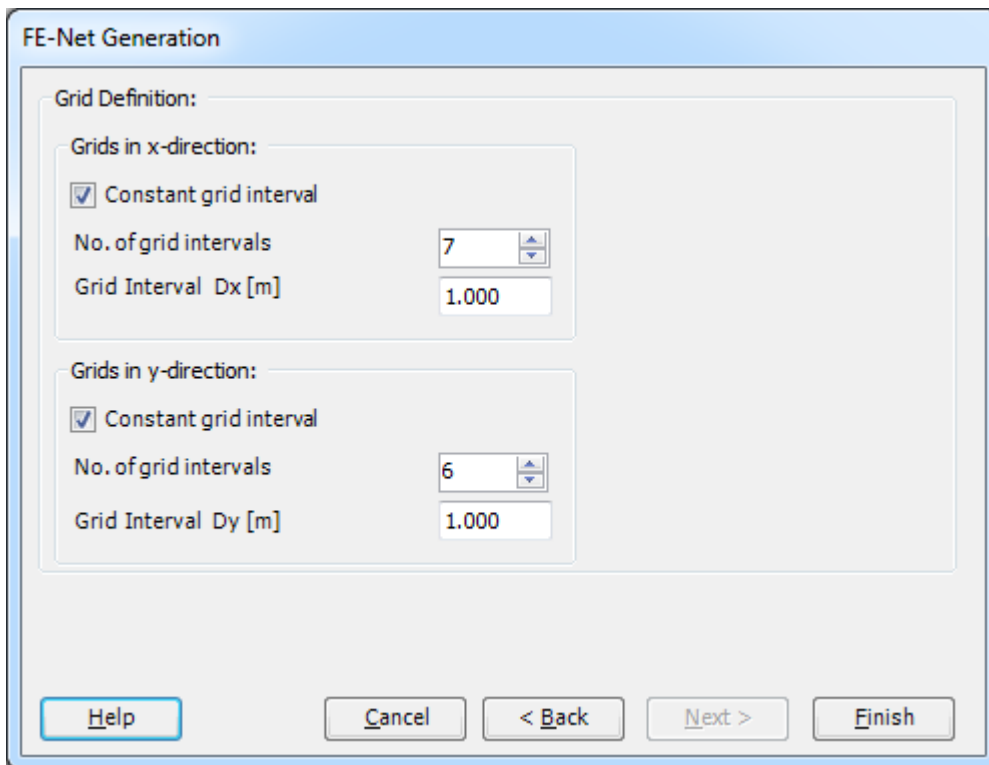 FE-Net Generation
Grid Definition:
Grids in x-direction:
Constant grid interval
No. of grid intervals 7
Grid Interval Dx [m] 1.000
Grids in y-direction:
Constant grid interval
No. of grid intervals 6
Grid Interval Dy [m] 1.000
Help Cancel < Back Next > Finish